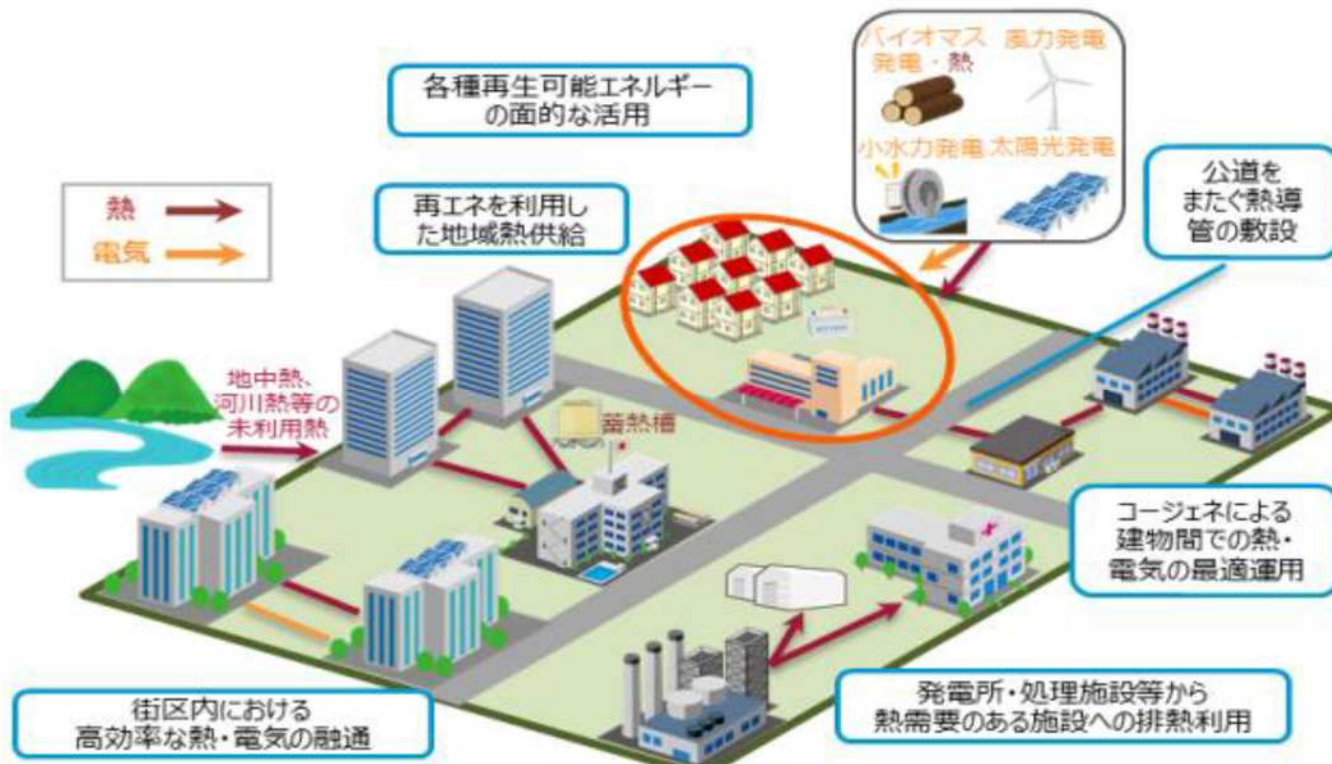 各種再生可能エネルギー
の面的な活用
バイオマス
発電・熱
風力発電
小水力発電
太陽光発電
公道を
またぐ熱導
管の敷設
熱
電気
再エネを利用し
た地域熱供給
地中熱、
河川熱等の
未利用熱
蓄熱槽
コージェネによる
建物間での熱・
電気の最適運用
街区内における
高効率な熱・電気の融通
発電所・処理施設等から
熱需要のある施設への排熱利用